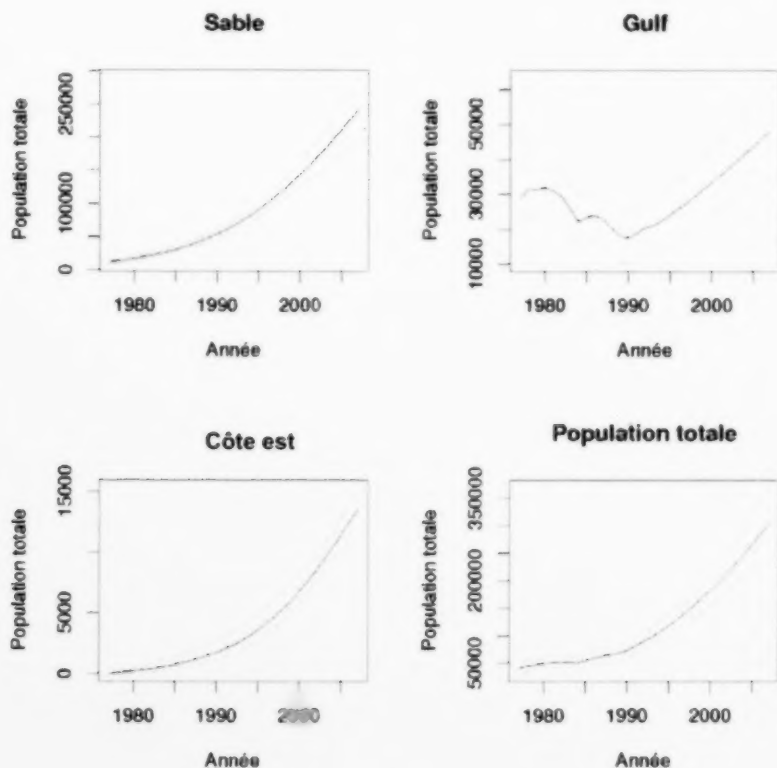 Sable
Gulf
Population totale
250000
100000
0
1980
1990
2000
Année
Population totale
50000
30000
10000
1980
1990
2000
Année
Côte est
Population totale
Population totale
15000
5000
0
1980
1990
2000
Année
Population totale
350000
200000
50000
1980
1990
2000
Année